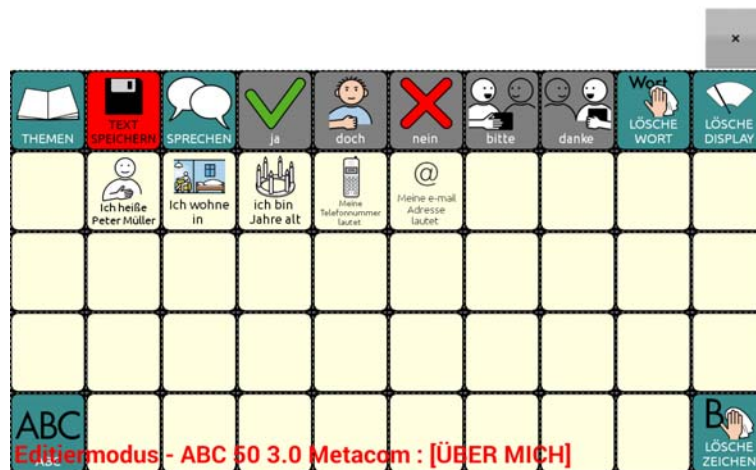 ×
THEMEN
TEXT
SPEICHERN
SPRECHEN
ja
doch
nein
bitte
danke
Wort
LÖSCHE
WORT
LÖSCHE
DISPLAY
Ich heiße
Peter Müller
Ich wohne
in
ich bin
Jahre alt
Meine
Telefonnummer
lautet
@
Meine e-mail
Adresse
lautet
ABC
ABC
B
LÖSCHE
ZEICHEN
Editiermodus - ABC 50 3.0 Metacom : [ÜBER MICH]